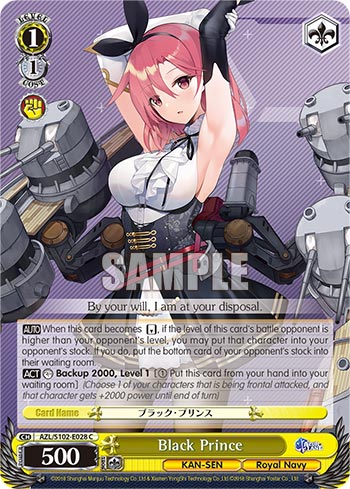 LEVEL
1
1
COST
SAMPLE
By your will, I am at your disposal.
AUTO When this card becomes [ ], if the level of this card's battle opponent is
higher than your opponent's level, you may put that character into your
opponent's stock. If you do, put the bottom card of your opponent's stock into
their waiting room.
ACT Backup 2000, Level 1 [① Put this card from your hand into your
waiting room] (Choose 1 of your characters that is being frontal attacked, and
that character gets +2000 power until end of turn)
Card Name ブラック・プリンス
CH AZL/S102-E028 C
Black Prince
POWER
500
KAN-SEN
Royal Navy